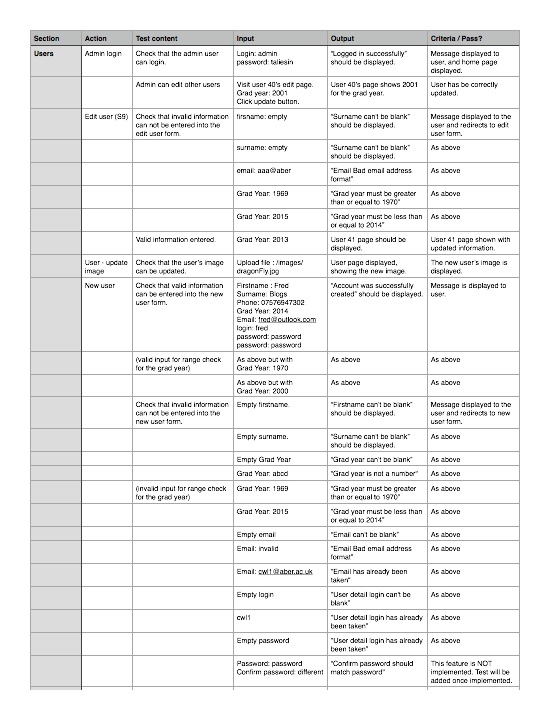 Section Action Test content Input Output Criteria / Pass?
Users Admin login Check that the admin user can login. Login: admin password: taliesin "Logged in successfully" should be displayed. Message displayed to user, and home page displayed.
Admin can edit other users Visit user 40's edit page. Grad year: 2001 Click update button. User 40's page shows 2001 for the grad year. User has be correctly updated.
Edit user (S9) Check that invalid information can not be entered into the edit user form. firsname: empty "Surname can't be blank" should be displayed. Message displayed to the user and redirects to edit user form.
surname: empty "Surname can't be blank" should be displayed. As above
email: aaa@aber "Email Bad email address format" As above
Grad Year: 1969 "Grad year must be greater than or equal to 1970" As above
Grad Year: 2015 "Grad year must be less than or equal to 2014" As above
Valid information entered. Grad Year: 2013 User 41 page should be displayed. User 41 page shown with updated information.
User - update image Check that the user's image can be updated. Upload file : /images/ dragonFly.jpg User page displayed, showing the new image. The new user's image is displayed.
New user Check that valid information can be entered into the new user form. Firstname : Fred Surname: Blogs Phone: 07576947302 Grad Year: 2014 Email: fred@outlook.com login: fred password: password password: password "Account was successfully created" should be displayed. Message is displayed to user.
(valid input for range check for the grad year) As above but with Grad Year: 1970 As above As above
As above but with Grad Year: 2000 As above As above
Check that invalid information can not be entered into the new user form. Empty firstname. "Firstname can't be blank" should be displayed. Message displayed to the user and redirects to new user form.
Empty surname. "Surname can't be blank" should be displayed. As above
Empty Grad Year "Grad year can't be blank" As above
Grad Year: abcd "Grad year is not a number" As above
(invalid input for range check for the grad year) Grad Year: 1969 "Grad year must be greater than or equal to 1970" As above
Grad Year: 2015 "Grad year must be less than or equal to 2014" As above
Empty email "Email can't be blank" As above
Email: invalid "Email Bad email address format" As above
Email: cwl1@aber.ac.uk "Email has already been taken" As above
Empty login "User detail login can't be blank" As above
cwl1 "User detail login has already been taken" As above
Empty password "User detail login has already been taken" As above
Password: password Confirm password: different "Confirm password should match password" This feature is NOT implemented. Test will be added once implemented.